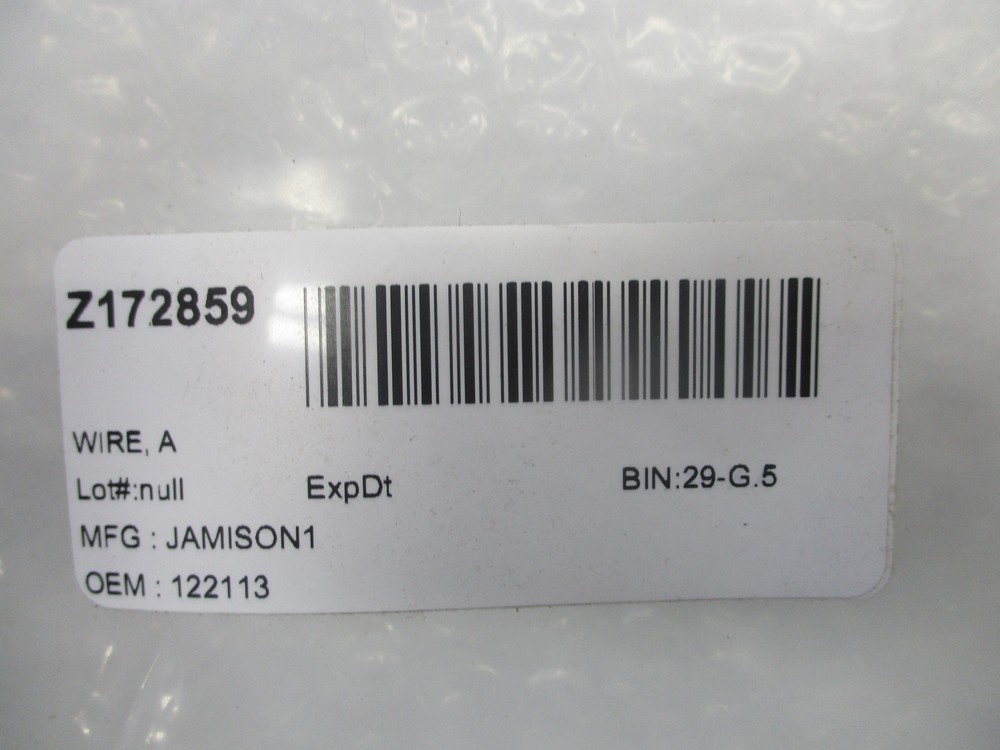 Z172859
WIRE, A
Lot#:null ExpDt BIN:29-G.5
MFG : JAMISON1
OEM : 122113